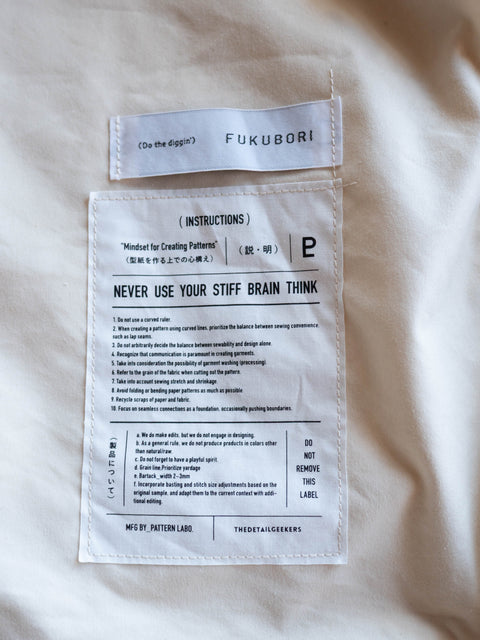 (Do the diggin')
FUKUBORI
( INSTRUCTIONS )
"Mindset for Creating Patterns"
（型紙を作る上での心構え）
（説・明）
NEVER USE YOUR STIFF BRAIN THINK
1. Do not use a curved ruler.
2. When creating a pattern using curved lines, prioritize the balance between sewing convenience
such as lap seams.
3. Do not arbitrarily decide the balance between sewability and design alone.
4. Recognize that communication is paramount in creating garments.
5. Take into consideration the possibility of garment washing (processing)
6. Refer to the grain of the fabric when cutting out the pattern.
7. Take into account sewing stretch and shrinkage.
8. Avoid folding or bending paper patterns as much as possible.
9. Recycle scraps of paper and fabric.
10. Focus on seamless connections as a foundation, occasionally pushing boundaries.
（製品について）
a. We do make edits, but we do not engage in designing.
b. As a general rule, we do not produce products in colors other
than natural/raw.
c. Do not forget to have a playful spirit.
d. Grain line,Prioritize yardage
e. Bartack_width 2~3mm
f. Incorporate basting and stitch size adjustments based on the
original sample, and adapt them to the current context with addi-
tional editing.
DO
NOT
REMOVE
THIS
LABEL
MFG BY_PATTERN LABO.
THEDETAILGEEKERS